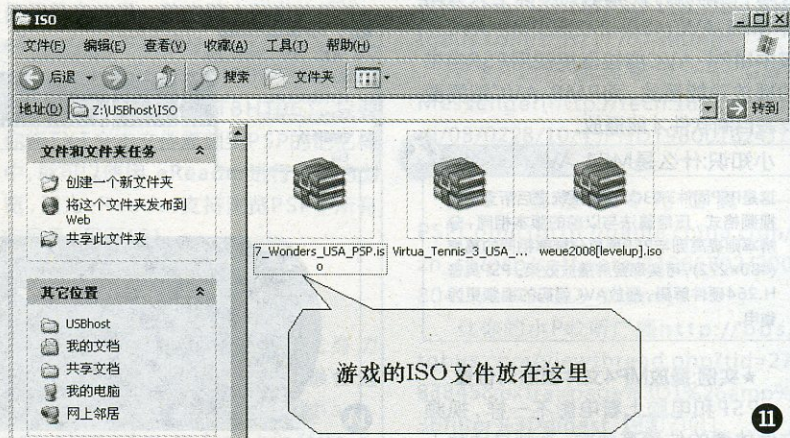 ISO
文件(F) 编辑(E) 查看(V) 收藏(A) 工具(T) 帮助(H)
后退 搜索 文件夹
地址(D) Z:\USBhost\ISO 转到
文件和文件夹任务
创建一个新文件夹
将这个文件夹发布到
Web
共享此文件夹
其它位置
USBhost
我的文档
共享文档
我的电脑
网上邻居
7_Wonders_USA_PSP.is
o
Virtua_Tennis_3_USA_...
weue2008[levelup].iso
游戏的ISO文件放在这里
11